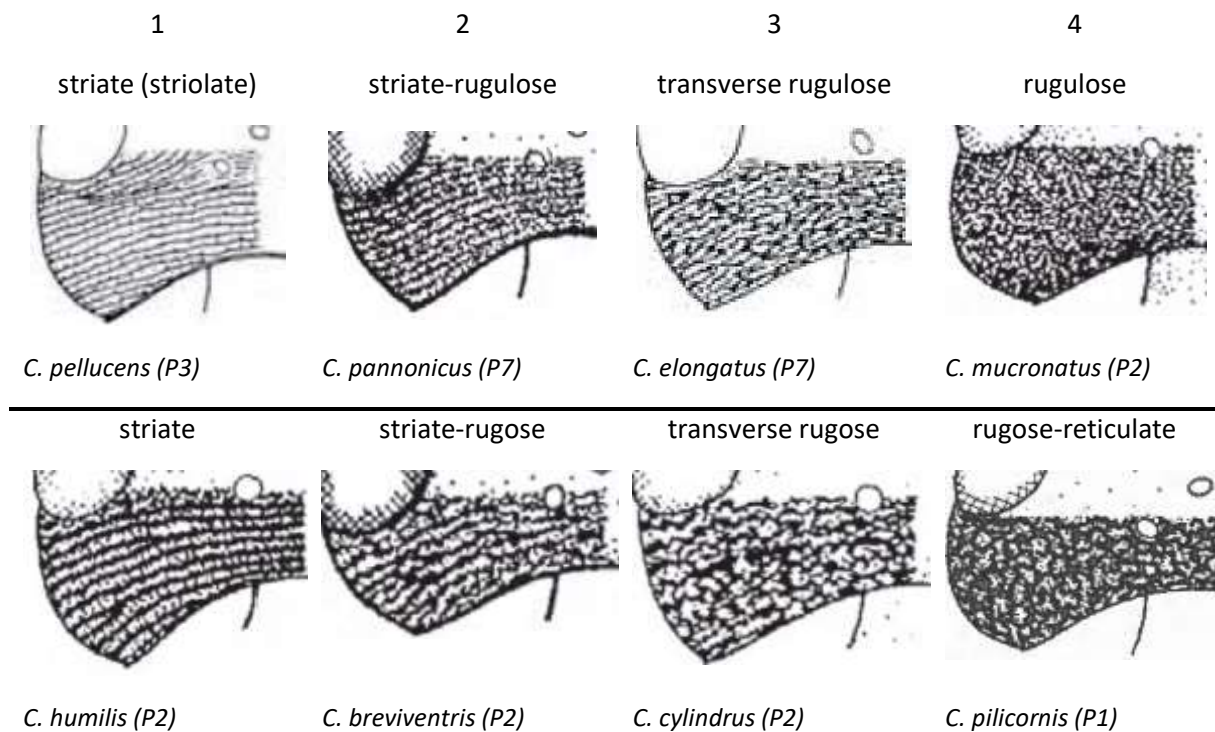 1 2 3 4
striate (striolate) striate-rugulose transverse rugulose rugulose
C. pellucens (P3) C. pannonicus (P7) C. elongatus (P7) C. mucronatus (P2)
striate striate-rugose transverse rugose rugose-reticulate
C. humilis (P2) C. breviventris (P2) C. cylindrus (P2) C. pilicornis (P1)